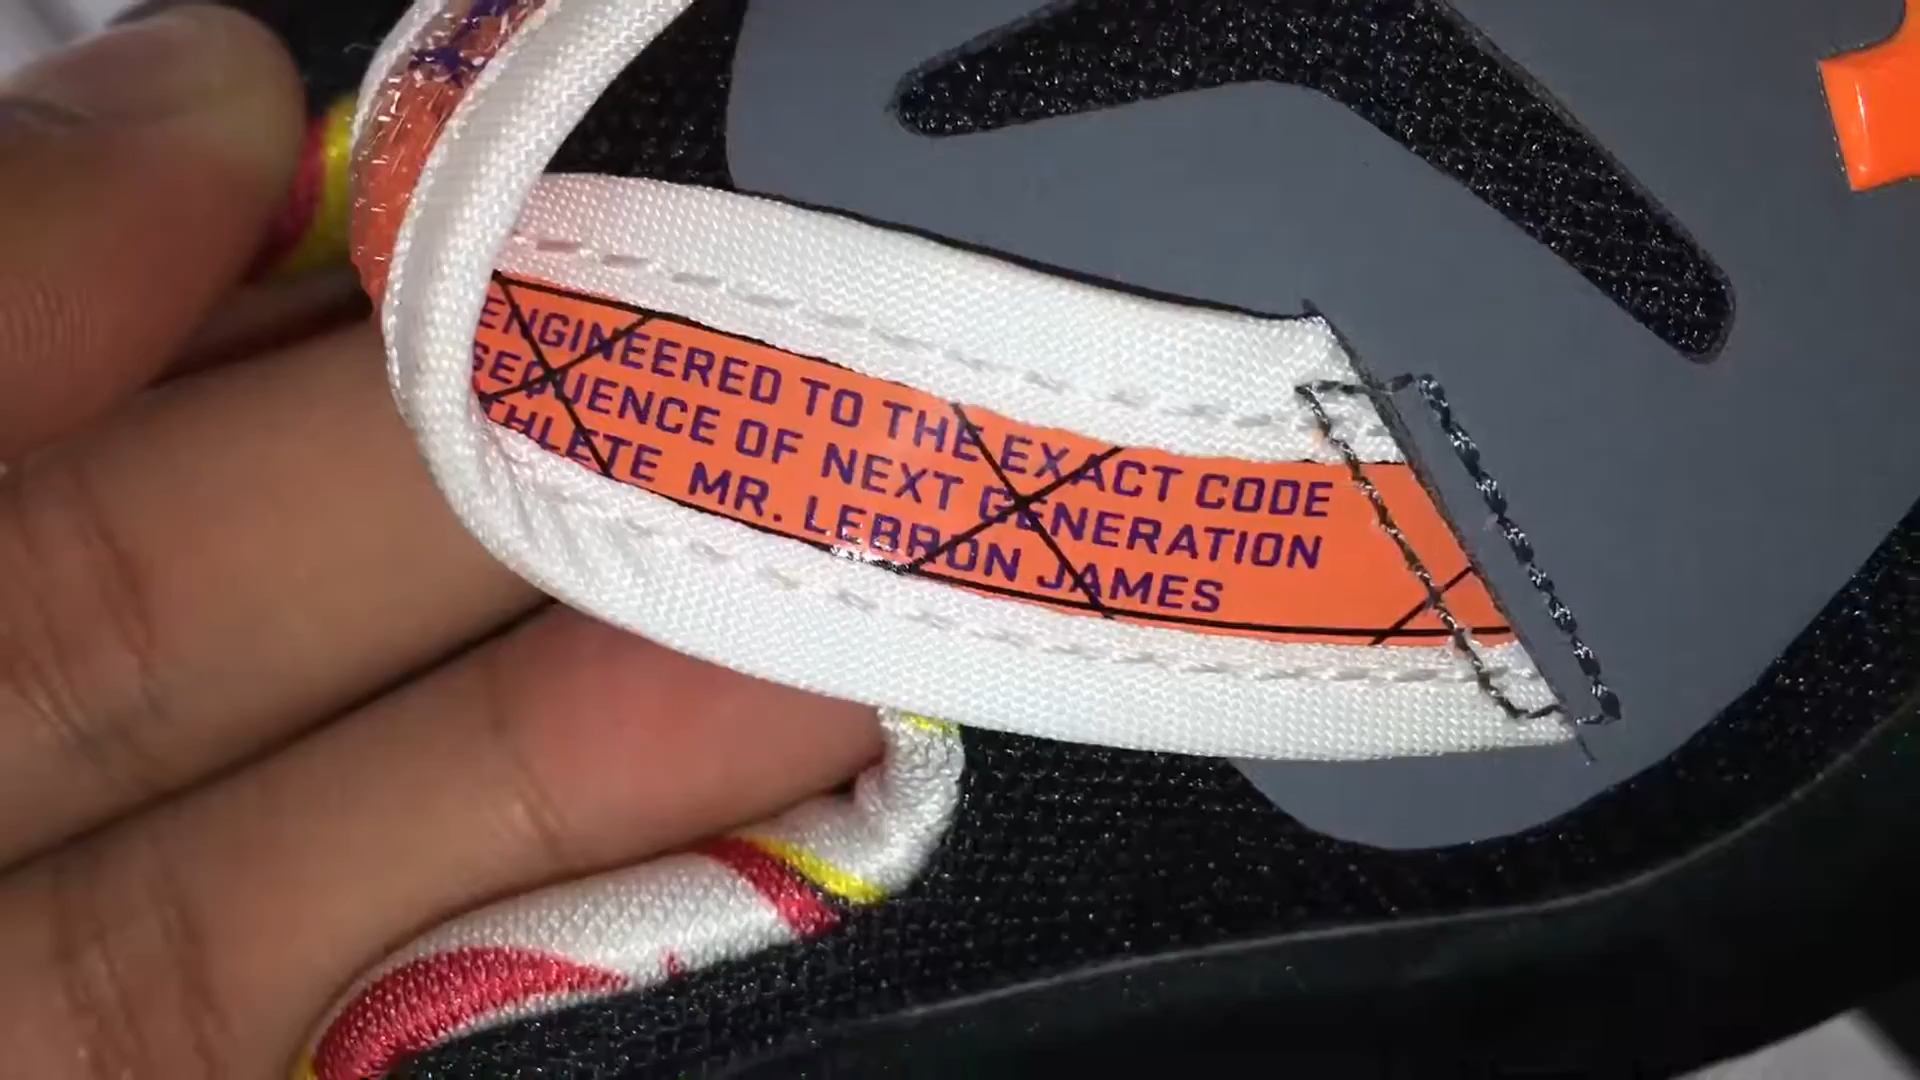 ENGINEERED TO THE EXACT CODE
SEQUENCE OF NEXT GENERATION
THLETE MR. LEBRON JAMES